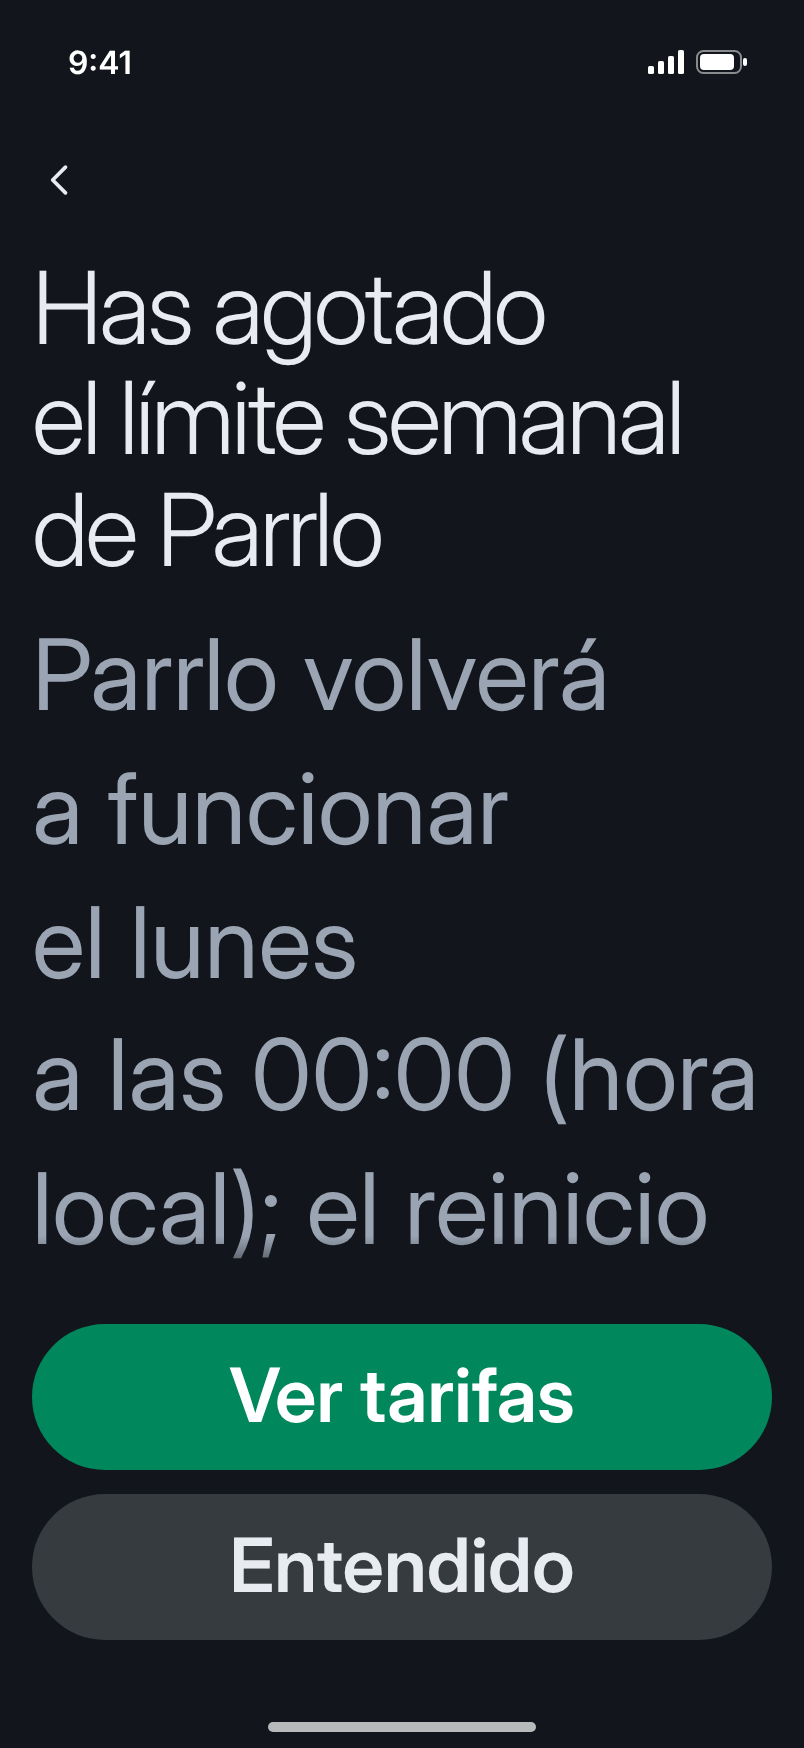 9:41
Has agotado
el límite semanal
de Parrlo
Parrlo volverá
a funcionar
el lunes
a las 00:00 (hora
local); el reinicio
Ver tarifas
Entendido